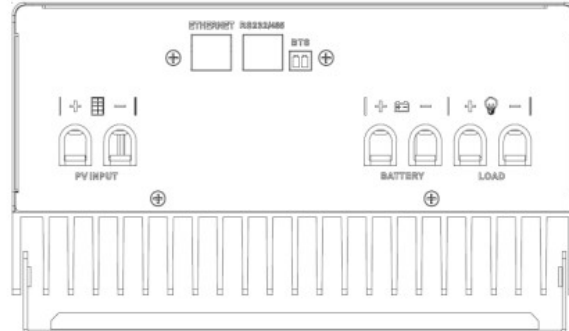 ETHERNET RS232/485
BTS
+ − + − + −
PV INPUT BATTERY LOAD